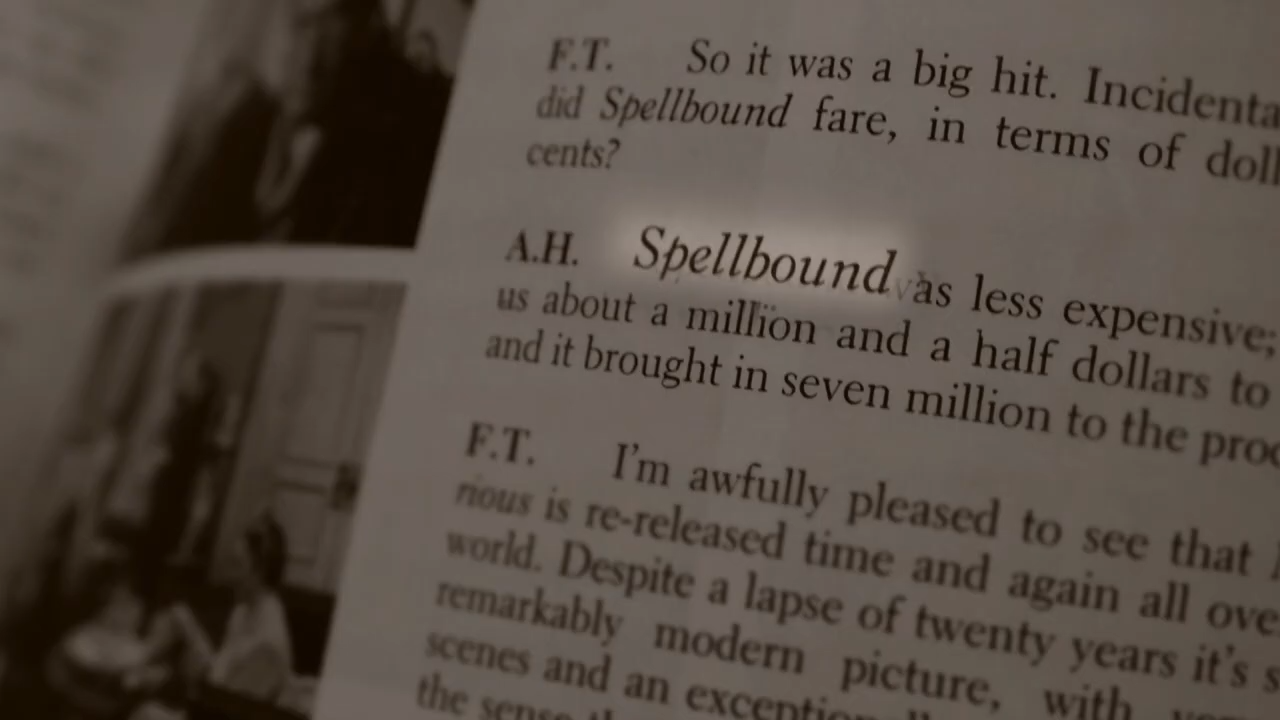 F.T. So it was a big hit. Incidenta
did Spellbound fare, in terms of doll
cents?
A.H. Spellbound was less expensive;
us about a million and a half dollars to
and it brought in seven million to the proc
F.T. I'm awfully pleased to see that
rious is re-released time and again all ove
world. Despite a lapse of twenty years it's s
remarkably modern picture, with
scenes and an
the sense